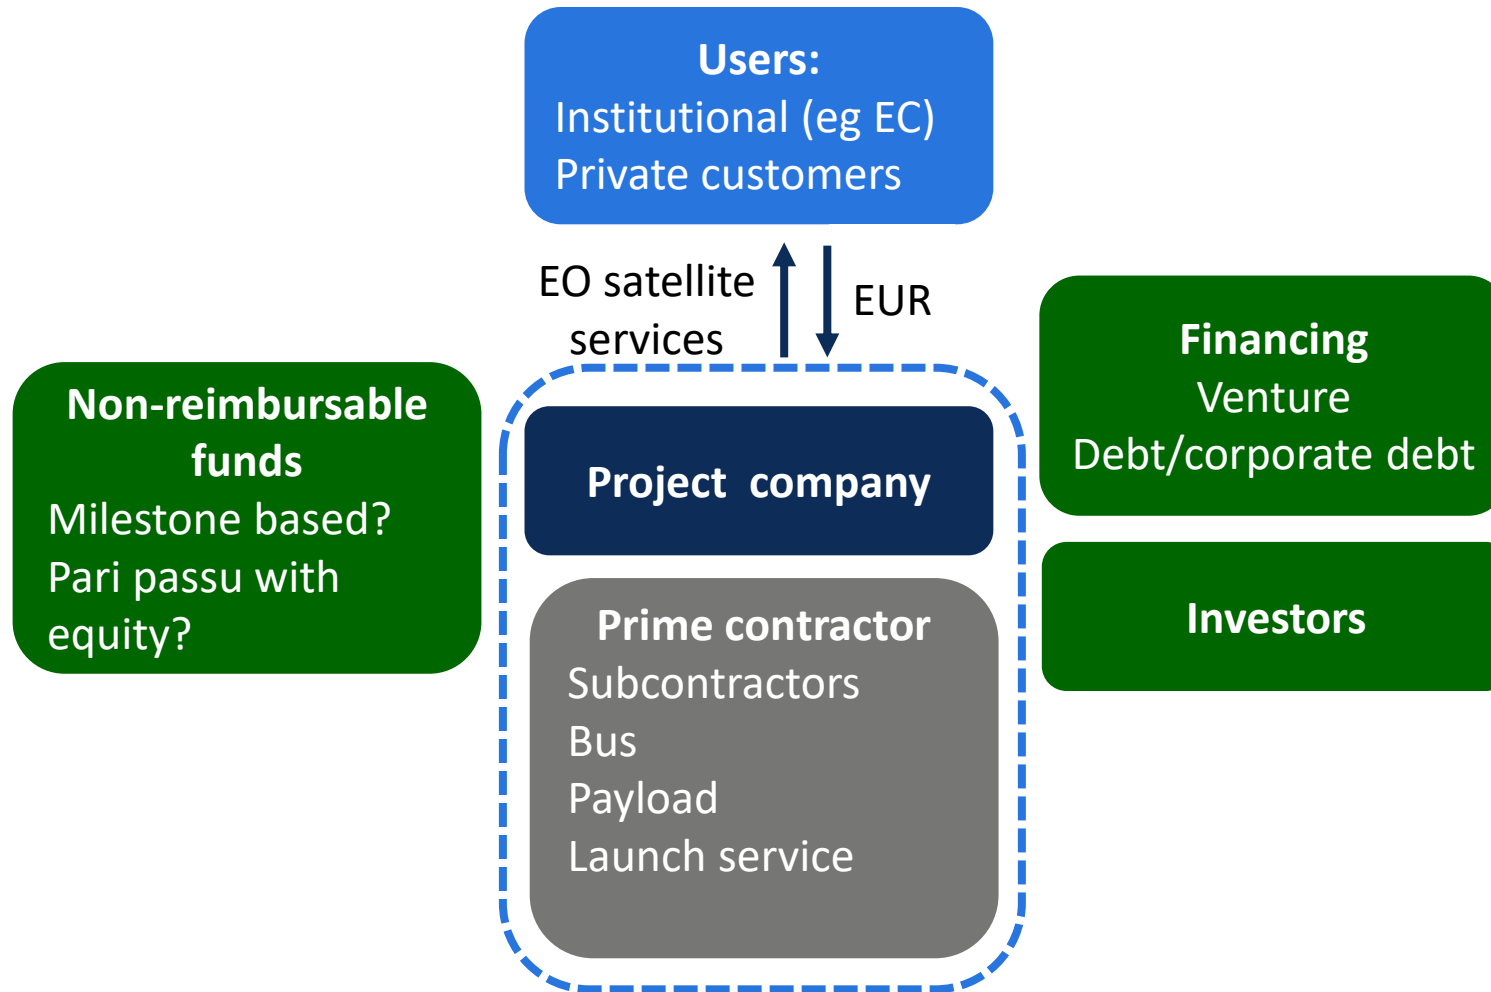 Users:
Institutional (eg EC)
Private customers
EO satellite
services
EUR
Non-reimbursable
funds
Milestone based?
Pari passu with
equity?
Project company
Prime contractor
Subcontractors
Bus
Payload
Launch service
Financing
Venture
Debt/corporate debt
Investors